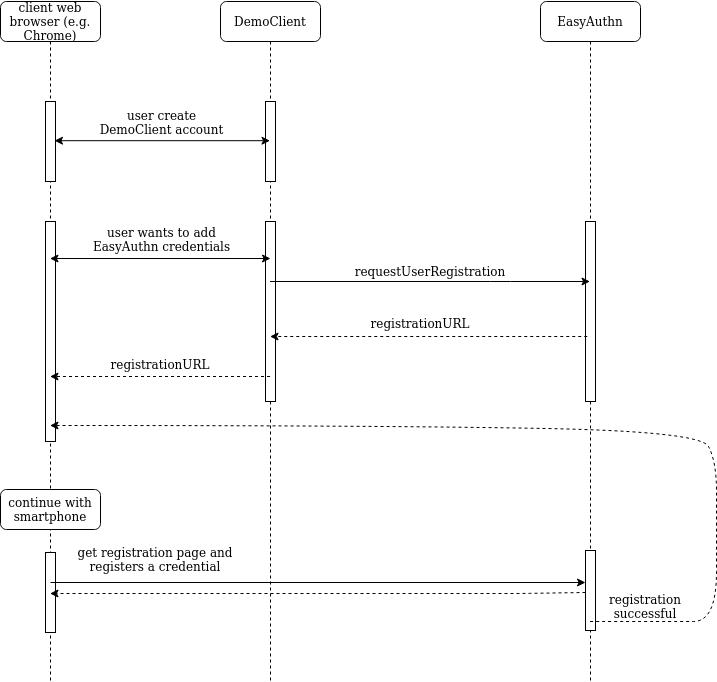 client web
browser (e.g.
Chrome)
DemoClient
EasyAuthn
user create
DemoClient account
user wants to add
EasyAuthn credentials
requestUserRegistration
registrationURL
registrationURL
continue with
smartphone
get registration page and
registers a credential
registration
successful